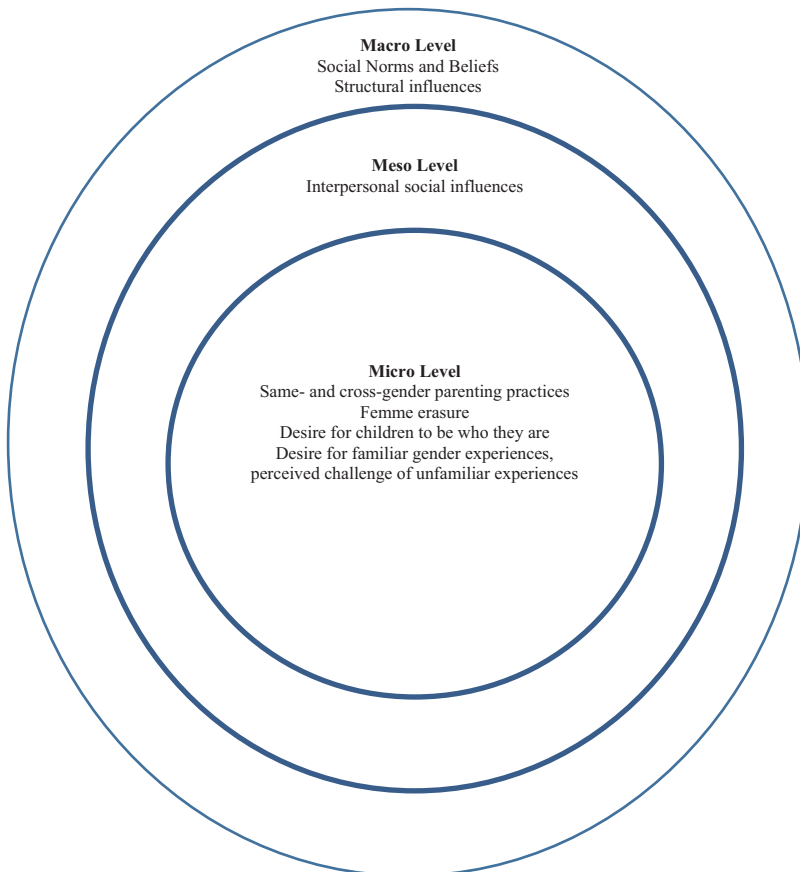 Macro Level
Social Norms and Beliefs
Structural influences
Meso Level
Interpersonal social influences
Micro Level
Same- and cross-gender parenting practices
Femme erasure
Desire for children to be who they are
Desire for familiar gender experiences,
perceived challenge of unfamiliar experiences